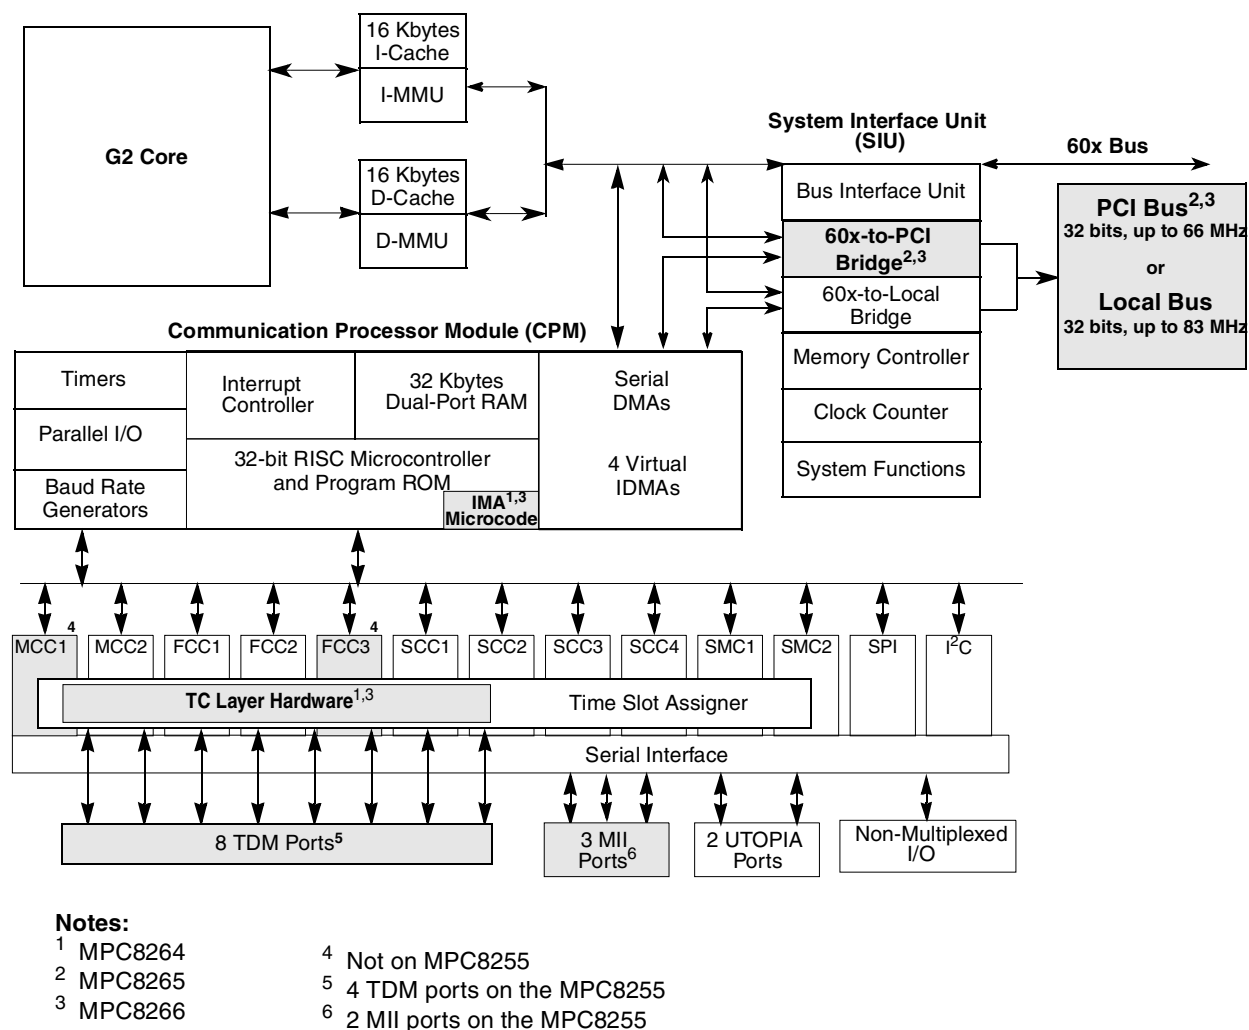 16 Kbytes
I-Cache
I-MMU
G2 Core
16 Kbytes
D-Cache
D-MMU
System Interface Unit
(SIU)
60x Bus
Bus Interface Unit
60x-to-PCI
Bridge2,3
60x-to-Local
Bridge
Memory Controller
Clock Counter
System Functions
PCI Bus2,3
32 bits, up to 66 MHz
or
Local Bus
32 bits, up to 83 MHz
Communication Processor Module (CPM)
Timers
Parallel I/O
Baud Rate
Generators
Interrupt
Controller
32 Kbytes
Dual-Port RAM
32-bit RISC Microcontroller
and Program ROM
IMA1,3
Microcode
Serial
DMAs
4 Virtual
IDMAs
MCC1 4
MCC2
FCC1
FCC2
FCC3 4
SCC1
SCC2
SCC3
SCC4
SMC1
SMC2
SPI
I2C
TC Layer Hardware1,3
Time Slot Assigner
Serial Interface
8 TDM Ports5
3 MII
Ports6
2 UTOPIA
Ports
Non-Multiplexed
I/O
Notes:
1 MPC8264
2 MPC8265
3 MPC8266
4 Not on MPC8255
5 4 TDM ports on the MPC8255
6 2 MII ports on the MPC8255